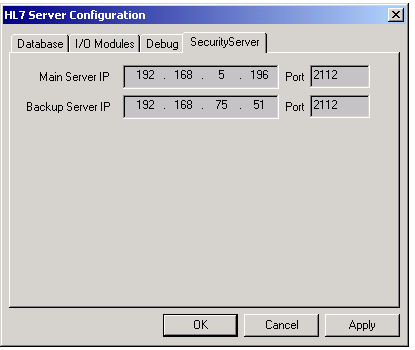 HL7 Server Configuration
Database I/O Modules Debug SecurityServer
Main Server IP 192 . 168 . 5 . 196 Port 2112
Backup Server IP 192 . 168 . 75 . 51 Port 2112
OK Cancel Apply